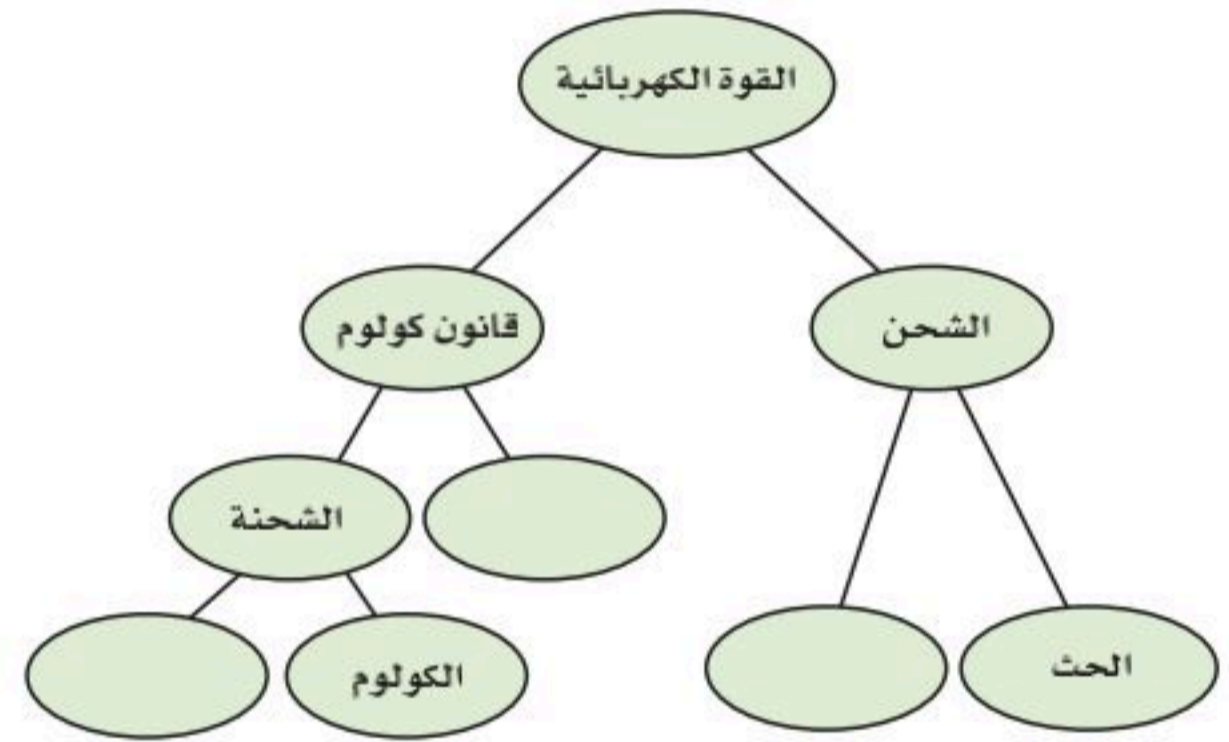 القوة الكهربائية
الشحن
قانون كولوم
الشحنة
الحث
الكولوم